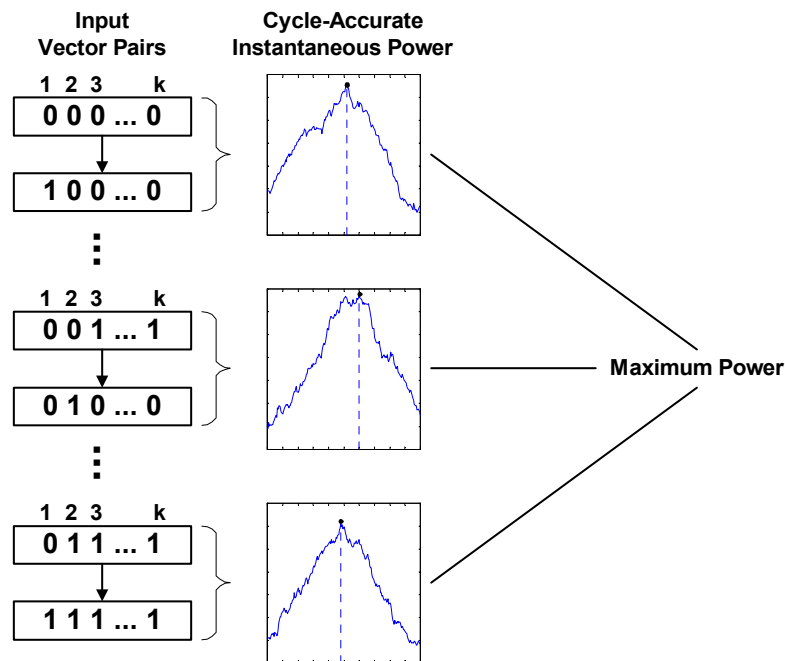 Input
Vector Pairs
Cycle-Accurate
Instantaneous Power
1 2 3 k
0 0 0 ... 0
1 0 0 ... 0
1 2 3 k
0 0 1 ... 1
0 1 0 ... 0
Maximum Power
1 2 3 k
0 1 1 ... 1
1 1 1 ... 1